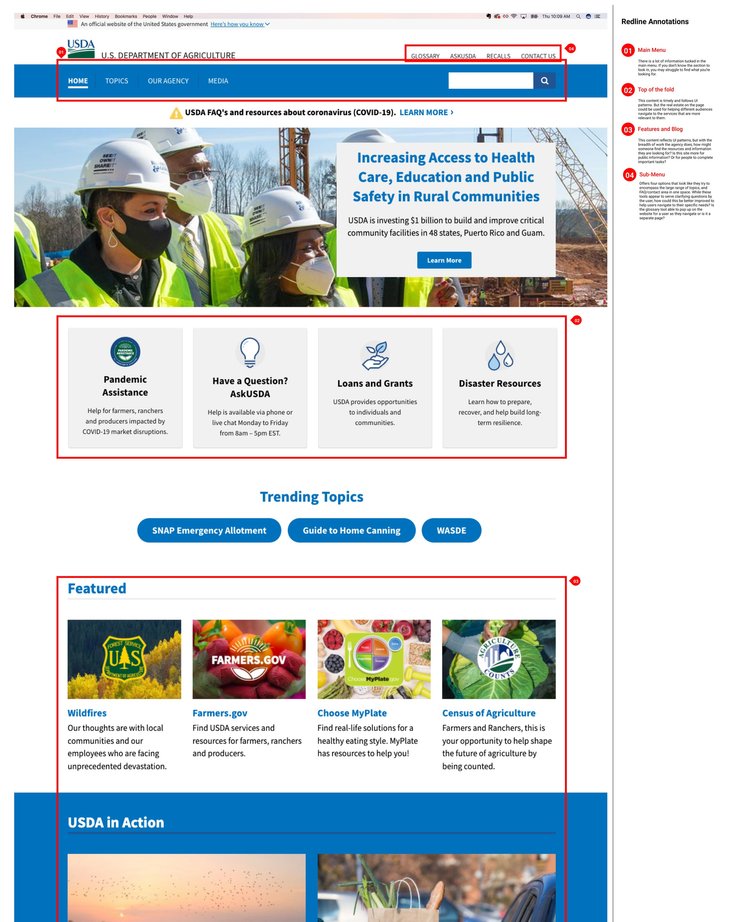 Chrome File Edit View History Bookmarks People Window Help
Thu 10:09 AM
An official website of the United States government Here's how you know
USDA
U.S. DEPARTMENT OF AGRICULTURE
01
GLOSSARY ASKUSDA RECALLS CONTACT US
04
HOME TOPICS OUR AGENCY MEDIA
USDA FAQ's and resources about coronavirus (COVID-19). LEARN MORE ›
Increasing Access to Health
Care, Education and Public
Safety in Rural Communities
USDA is investing $1 billion to build and improve critical
community facilities in 48 states, Puerto Rico and Guam.
Learn More
02
Pandemic
Assistance
Help for farmers, ranchers
and producers impacted by
COVID-19 market disruptions.
Have a Question?
AskUSDA
Help is available via phone or
live chat Monday to Friday
from 8am – 5pm EST.
Loans and Grants
USDA provides opportunities
to individuals and
communities.
Disaster Resources
Learn how to prepare,
recover, and help build long-
term resilience.
Trending Topics
SNAP Emergency Allotment
Guide to Home Canning
WASDE
03
Featured
FOREST SERVICE
U S
FARMERS.GOV
ChooseMyPlate.gov
AGRICULTURE
COUNTS
Wildfires
Our thoughts are with local
communities and our
employees who are facing
unprecedented devastation.
Farmers.gov
Find USDA services and
resources for farmers, ranchers
and producers.
Choose MyPlate
Find real-life solutions for a
healthy eating style. MyPlate
has resources to help you!
Census of Agriculture
Farmers and Ranchers, this is
your opportunity to help shape
the future of agriculture by
being counted.
USDA in Action
Redline Annotations
01 Main Menu
There is a lot of information tucked in the
main menu. If you don't know the section to
look in, you may struggle to find what you're
looking for.
02 Top of the fold
This content is timely and follows UI
patterns. But the real estate on the page
could be used for helping different audiences
navigate to the services that are more
relevant to them.
03 Features and Blog
This content reflects UI patterns, but with the
breadth of work the agency does, how might
someone find the resources and information
they are looking for? Is this site more for
public information? Or for people to complete
important tasks?
04 Sub-Menu
Offers four options that look like they try to
encompass the large range of topics, and
FAQ/contact area in one space. While these
tools appear to serve clarifying questions by
the user, how could this be better improved to
help users navigate to their specific needs? Is
the glossary tool able to pop up on the
website for a user as they navigate or is it a
separate page?